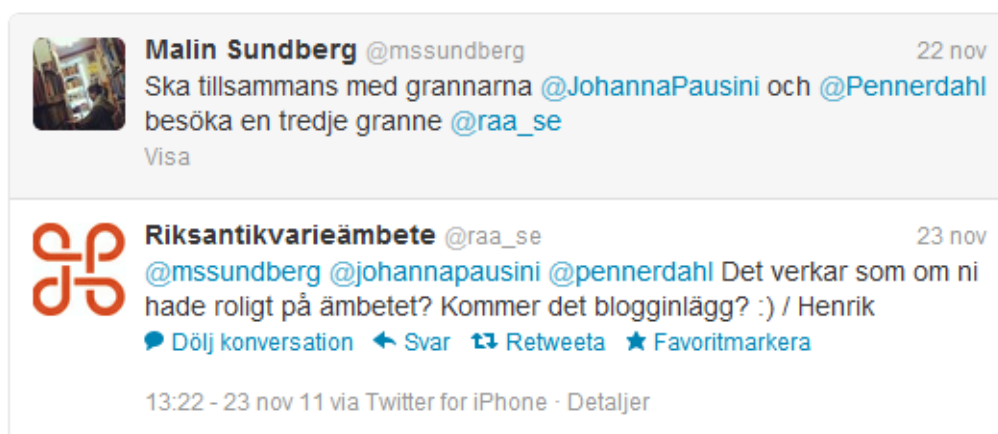 Malin Sundberg @mssundberg 22 nov
Ska tillsammans med grannarna @JohannaPausini och @Pennerdahl
besöka en tredje granne @raa_se
Visa
Riksantikvarieämbete @raa_se 23 nov
@mssundberg @johannapausini @pennerdahl Det verkar som om ni
hade roligt på ämbetet? Kommer det blogginlägg? :) / Henrik
Dölj konversation Svar Retweeta Favoritmarkera
13:22 - 23 nov 11 via Twitter for iPhone · Detaljer